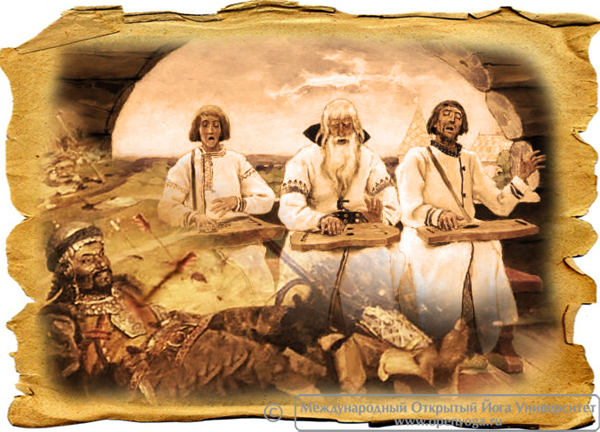 © Международный Открытый Йога Университет
www.openyoga.ru